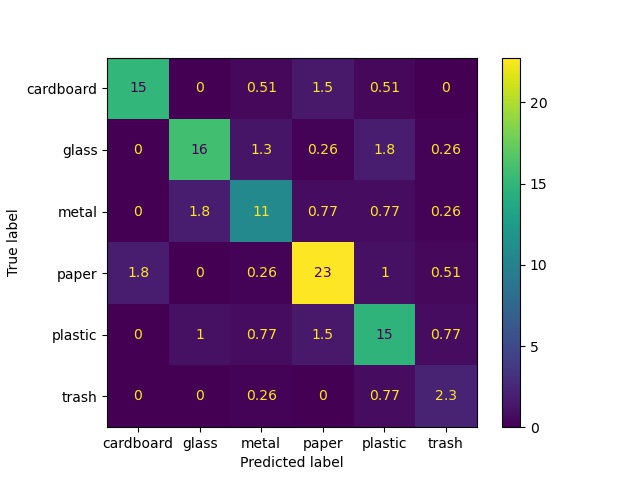 cardboard 15 0 0.51 1.5 0.51 0
20
glass 0 16 1.3 0.26 1.8 0.26
15
metal 0 1.8 11 0.77 0.77 0.26
True label
10
paper 1.8 0 0.26 23 1 0.51
plastic 0 1 0.77 1.5 15 0.77
5
trash 0 0 0.26 0 0.77 2.3
0
cardboard glass metal paper plastic trash
Predicted label